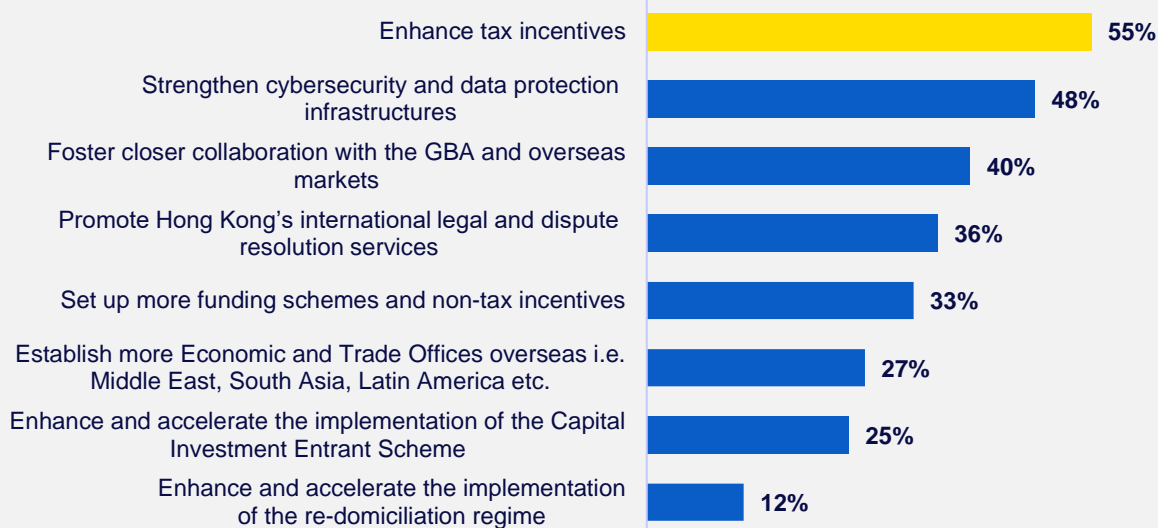 Enhance tax incentives 55%
Strengthen cybersecurity and data protection
infrastructures 48%
Foster closer collaboration with the GBA and overseas
markets 40%
Promote Hong Kong’s international legal and dispute
resolution services 36%
Set up more funding schemes and non-tax incentives 33%
Establish more Economic and Trade Offices overseas i.e.
Middle East, South Asia, Latin America etc. 27%
Enhance and accelerate the implementation of the Capital
Investment Entrant Scheme 25%
Enhance and accelerate the implementation
of the re-domiciliation regime 12%